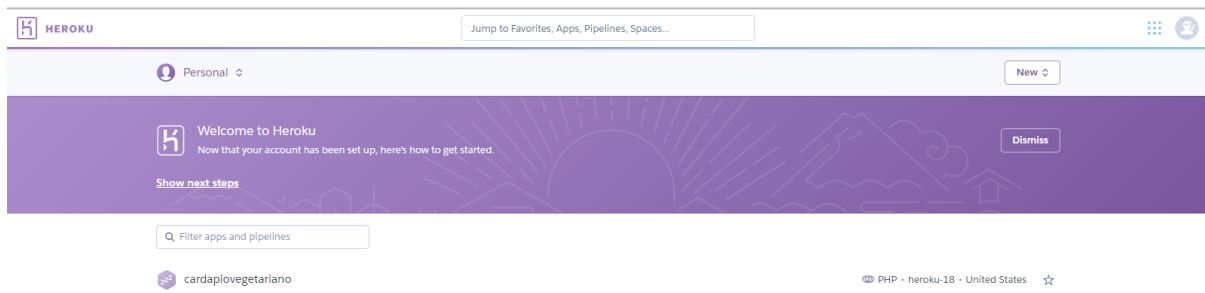 HEROKU
Jump to Favorites, Apps, Pipelines, Spaces...
Personal
New
Welcome to Heroku
Now that your account has been set up, here's how to get started.
Dismiss
Show next steps
Filter apps and pipelines
cardapiovegetariano
PHP · heroku-18 · United States